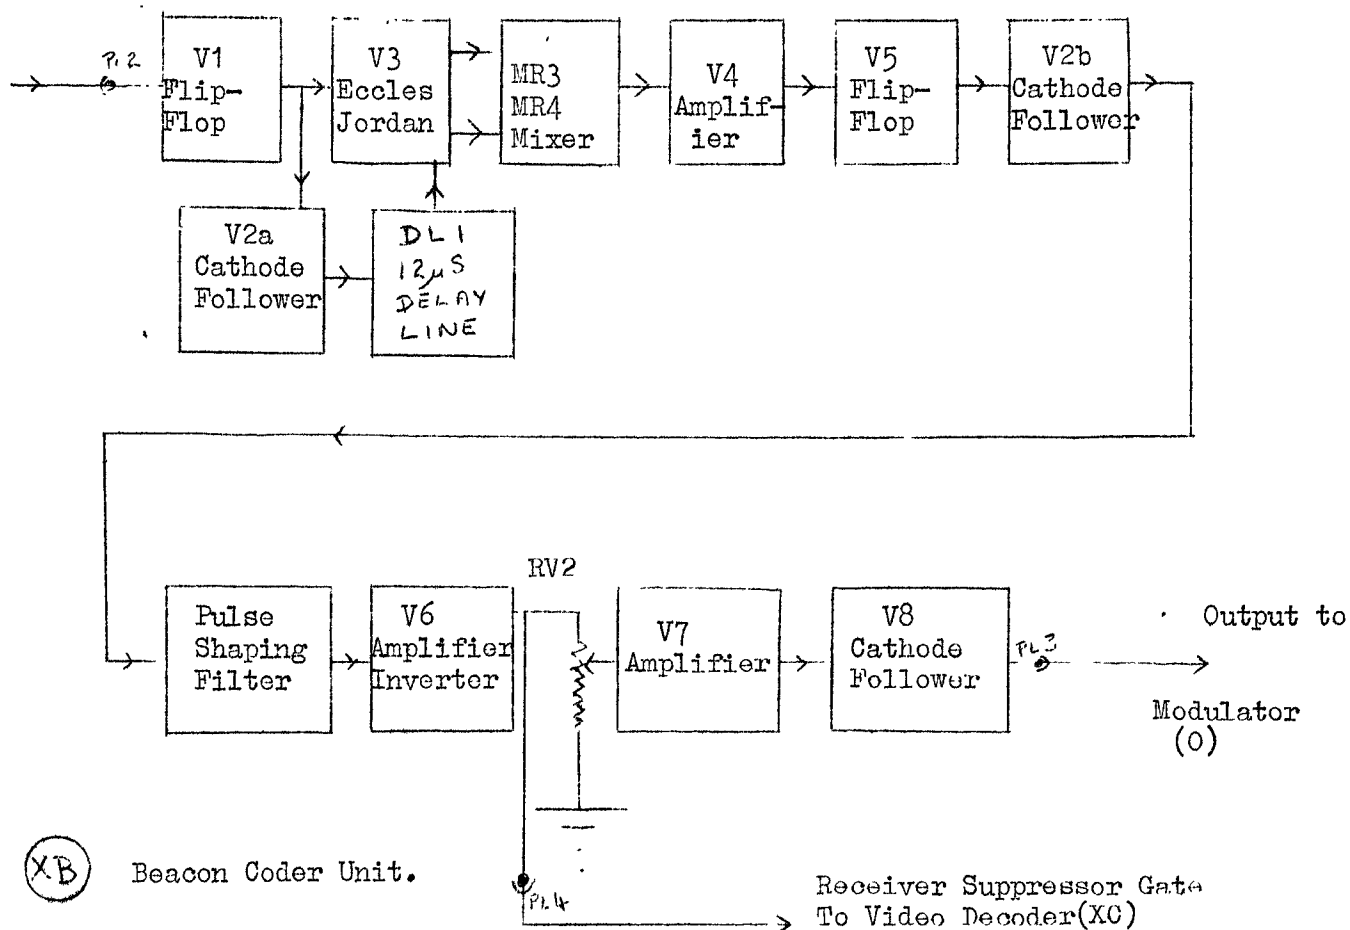 PL2
V1
Flip-
Flop
V3
Eccles
Jordan
MR3
MR4
Mixer
V4
Amplif-
ier
V5
Flip-
Flop
V2b
Cathode
Follower
V2a
Cathode
Follower
DL1
12μS
DELAY
LINE
Pulse
Shaping
Filter
V6
Amplifier
Inverter
RV2
V7
Amplifier
V8
Cathode
Follower
PL3
Output to
Modulator
(O)
XB
Beacon Coder Unit.
PL4
Receiver Suppressor Gate
To Video Decoder(XC)